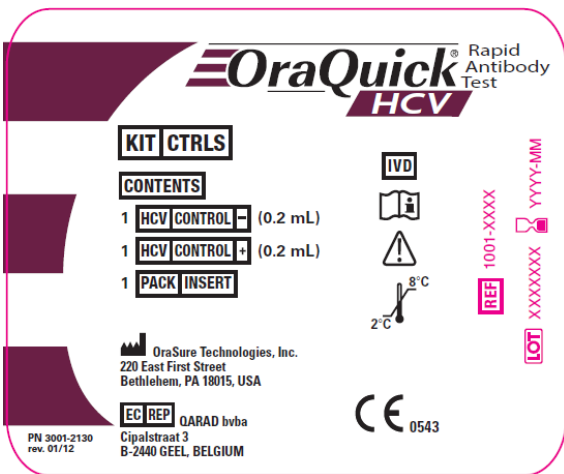 OraQuick® Rapid
Antibody
Test
HCV
KIT CTRLS
CONTENTS
1 HCV CONTROL - (0.2 mL)
1 HCV CONTROL + (0.2 mL)
1 PACK INSERT
IVD
8°C
2°C
REF 1001-XXXX
LOT XXXXXXXX YYYY-MM
OraSure Technologies, Inc.
220 East First Street
Bethlehem, PA 18015, USA
EC REP QARAD bvba
Cipalstraat 3
B-2440 GEEL, BELGIUM
CE 0543
PN 3001-2130
rev. 01/12